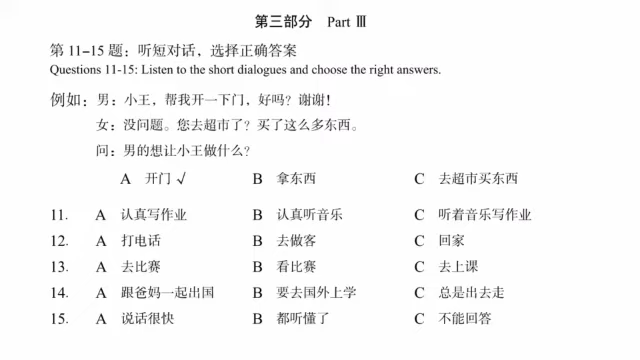 第三部分 Part Ⅲ
第 11-15 题：听短对话，选择正确答案
Questions 11-15: Listen to the short dialogues and choose the right answers.
例如：男：小王，帮我开一下门，好吗？谢谢！
女：没问题。您去超市了？买了这么多东西。
问：男的想让小王做什么？
A 开门 √ B 拿东西 C 去超市买东西
11. A 认真写作业 B 认真听音乐 C 听着音乐写作业
12. A 打电话 B 去做客 C 回家
13. A 去比赛 B 看比赛 C 去上课
14. A 跟爸妈一起出国 B 要去国外上学 C 总是出去走
15. A 说话很快 B 都听懂了 C 不能回答